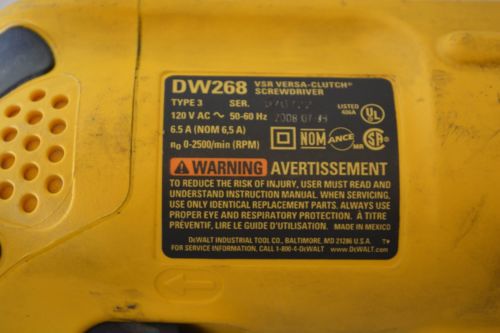 DW268 VSR VERSA-CLUTCH®
SCREWDRIVER
TYPE 3 SER.
120 V AC ~ 50-60 Hz
LISTED
UL
6.5 A (NOM 6,5 A)
NOM ANCE MR SA
n₀ 0-2500/min (RPM)
WARNING AVERTISSEMENT
TO REDUCE THE RISK OF INJURY, USER MUST READ AND
UNDERSTAND INSTRUCTION MANUAL. WHEN SERVICING,
USE ONLY IDENTICAL REPLACEMENT PARTS. ALWAYS USE
PROPER EYE AND RESPIRATORY PROTECTION. À TITRE
PRÉVENTIF, LIRE LE GUIDE D'UTILISATION. MADE IN MEXICO
DeWALT INDUSTRIAL TOOL CO., BALTIMORE, MD 21286 U.S.A.
FOR SERVICE INFORMATION, CALL 1-800-4-DeWALT www.DeWALT.com